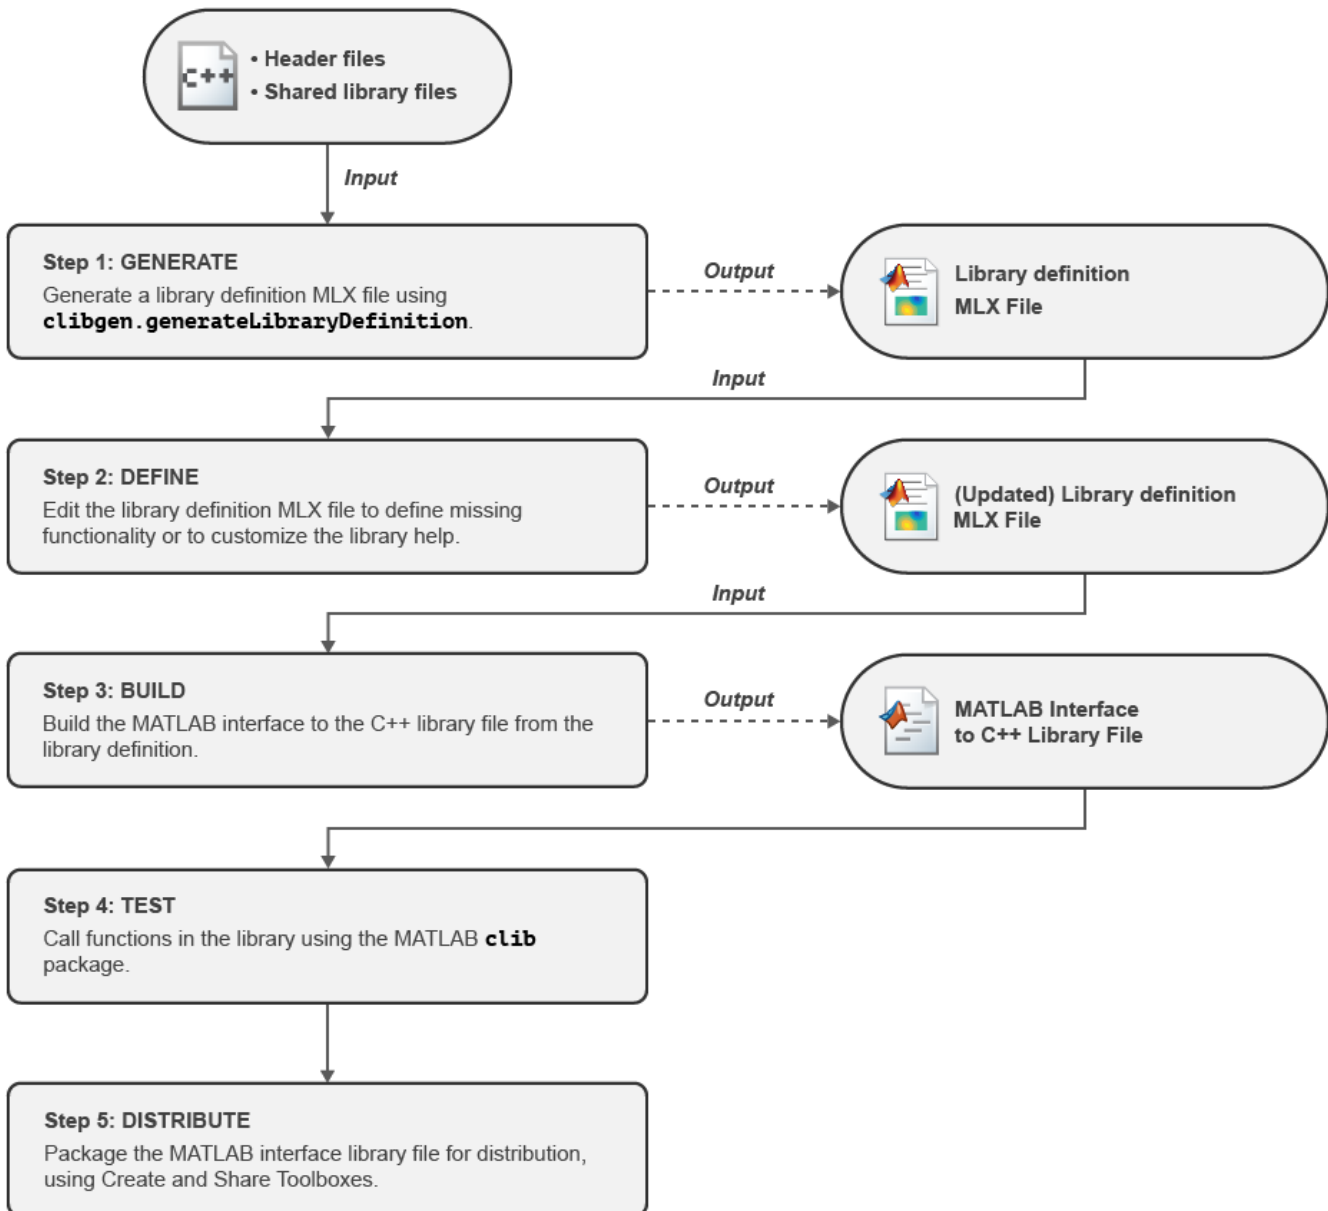 C++
• Header files
• Shared library files
Input
Step 1: GENERATE
Generate a library definition MLX file using
clibgen.generateLibraryDefinition.
Output
Library definition
MLX File
Input
Step 2: DEFINE
Edit the library definition MLX file to define missing
functionality or to customize the library help.
Output
(Updated) Library definition
MLX File
Input
Step 3: BUILD
Build the MATLAB interface to the C++ library file from the
library definition.
Output
MATLAB Interface
to C++ Library File
Step 4: TEST
Call functions in the library using the MATLAB clib
package.
Step 5: DISTRIBUTE
Package the MATLAB interface library file for distribution,
using Create and Share Toolboxes.